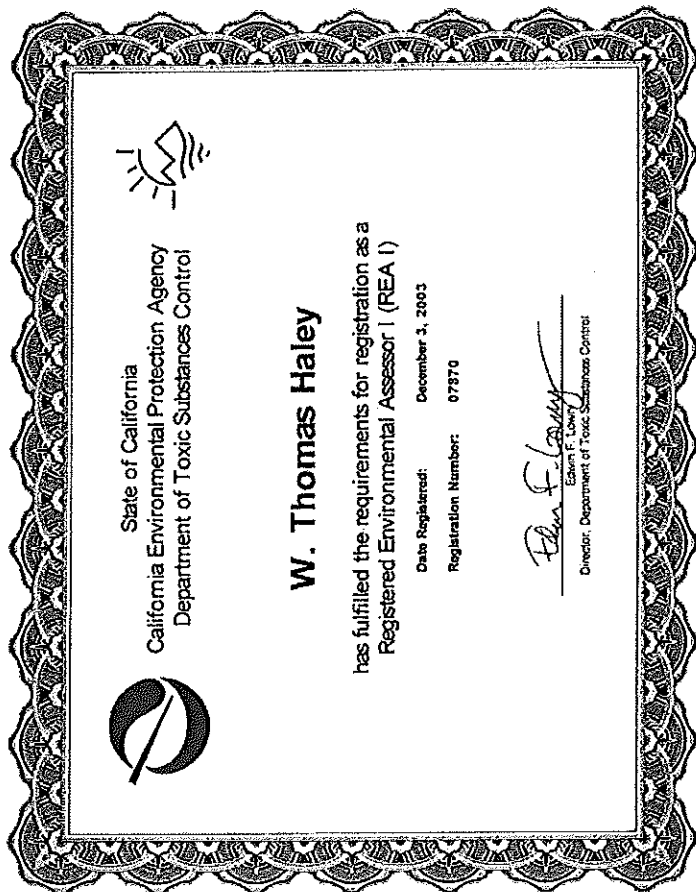 State of California
California Environmental Protection Agency
Department of Toxic Substances Control
W. Thomas Haley
has fulfilled the requirements for registration as a
Registered Environmental Assessor I (REA I)
Date Registered: December 3, 2003
Registration Number: 07870
Edwin F. Lowry
Edwin F. Lowry
Director, Department of Toxic Substances Control